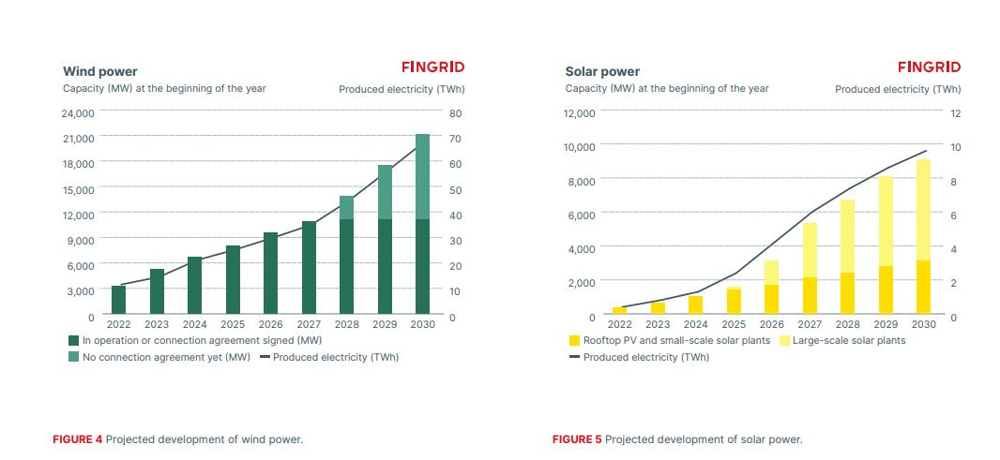 Wind power
FINGRID
Capacity (MW) at the beginning of the year
Produced electricity (TWh)
24,000
80
21,000
70
18,000
60
15,000
50
12,000
40
9,000
30
6,000
20
3,000
10
0
0
2022 2023 2024 2025 2026 2027 2028 2029 2030
In operation or connection agreement signed (MW)
No connection agreement yet (MW) Produced electricity (TWh)
FIGURE 4 Projected development of wind power.
Solar power
FINGRID
Capacity (MW) at the beginning of the year
Produced electricity (TWh)
12,000
12
10,000
10
8,000
8
6,000
6
4,000
4
2,000
2
0
0
2022 2023 2024 2025 2026 2027 2028 2029 2030
Rooftop PV and small-scale solar plants Large-scale solar plants
Produced electricity (TWh)
FIGURE 5 Projected development of solar power.